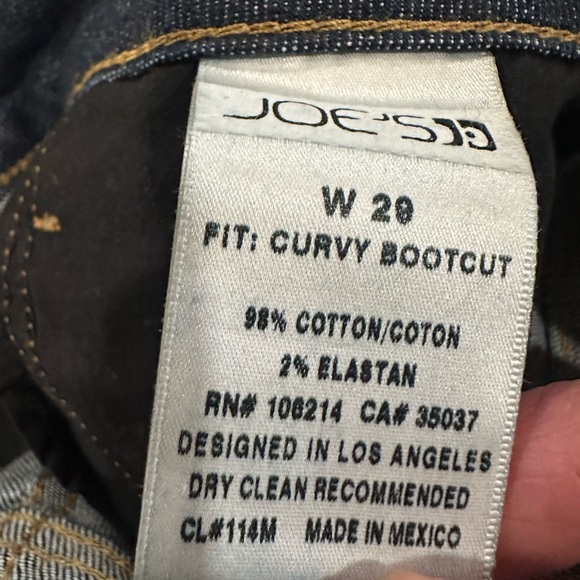 JOE'S
W 29
FIT: CURVY BOOTCUT
98% COTTON/COTON
2% ELASTAN
RN# 106214 CA# 35037
DESIGNED IN LOS ANGELES
DRY CLEAN RECOMMENDED
CL#114M MADE IN MEXICO